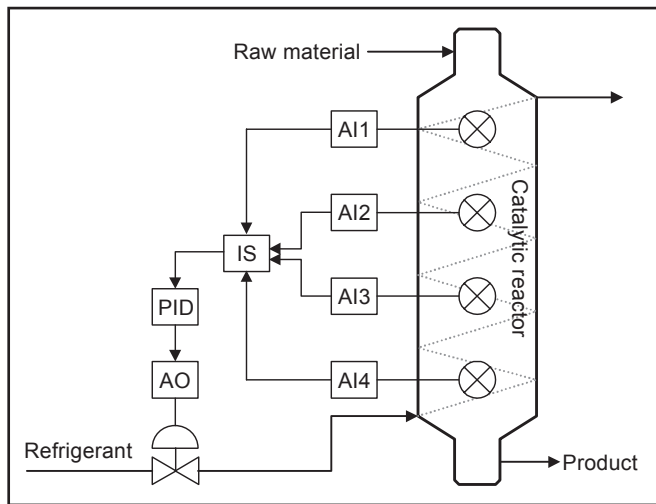 Raw material
AI1
AI2
Catalytic reactor
IS
AI3
PID
AI4
AO
Refrigerant
Product